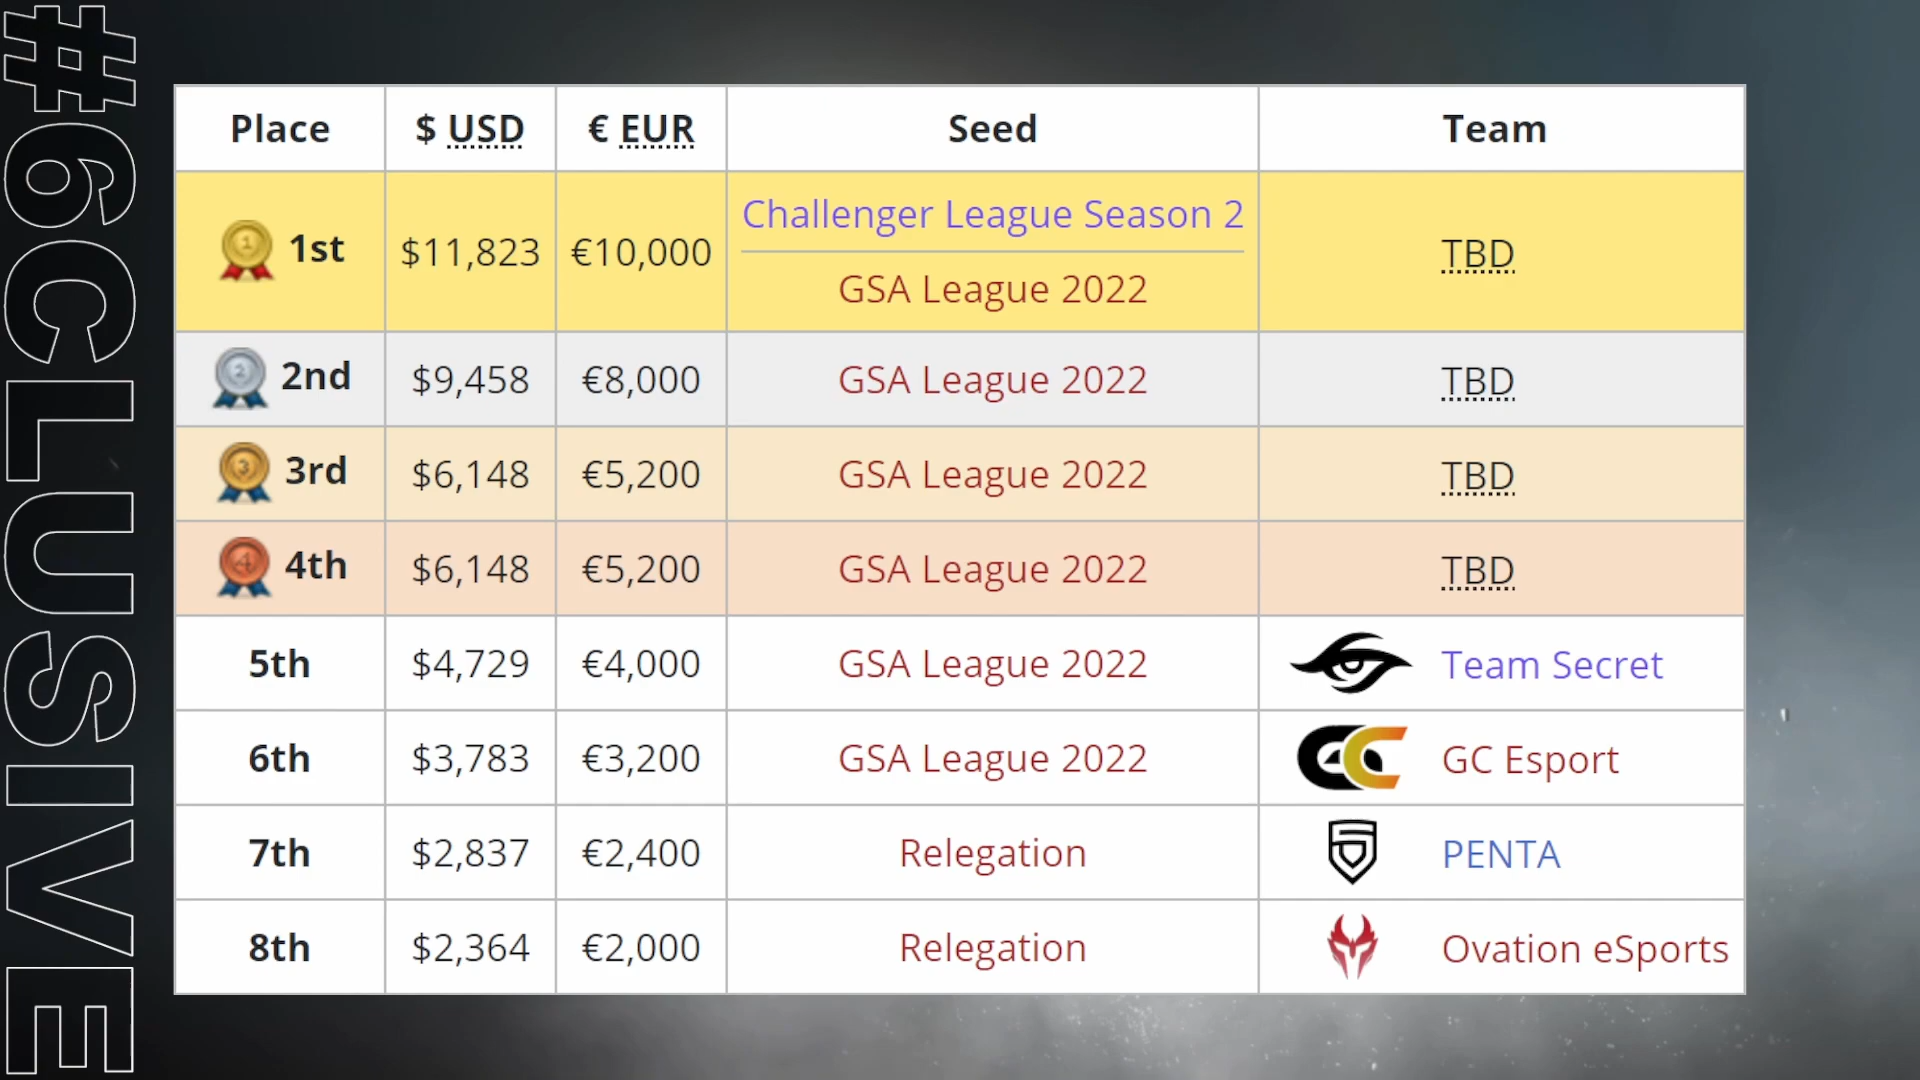 #6CLUSIVE
Place $ USD € EUR Seed Team
1st $11,823 €10,000 Challenger League Season 2 TBD
GSA League 2022
2nd $9,458 €8,000 GSA League 2022 TBD
3rd $6,148 €5,200 GSA League 2022 TBD
4th $6,148 €5,200 GSA League 2022 TBD
5th $4,729 €4,000 GSA League 2022 Team Secret
6th $3,783 €3,200 GSA League 2022 GC Esport
7th $2,837 €2,400 Relegation PENTA
8th $2,364 €2,000 Relegation Ovation eSports